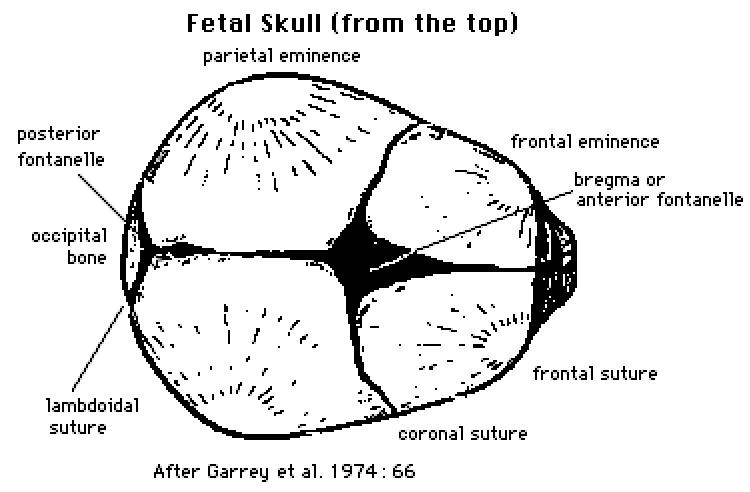 Fetal Skull (from the top)
parietal eminence
posterior
fontanelle
frontal eminence
bregma or
anterior fontanelle
occipital
bone
frontal suture
lambdoidal
suture
coronal suture
After Garrey et al. 1974:66